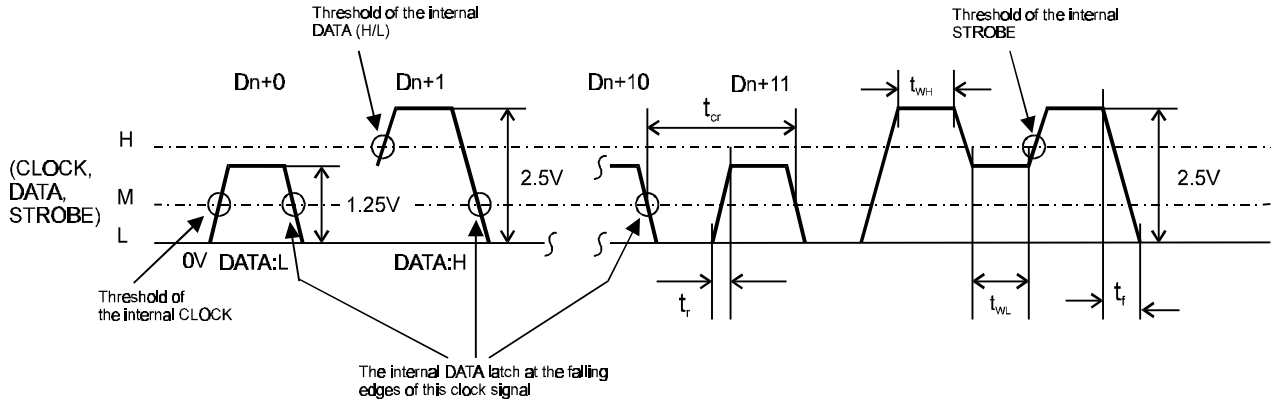 Threshold of the internal
DATA (H/L)
Threshold of the internal
STROBE
Dn+0
Dn+1
Dn+10
Dn+11
tWH
tcr
H
(CLOCK,
DATA,
STROBE)
M
L
1.25V
2.5V
2.5V
0V
DATA:L
DATA:H
Threshold of
the internal CLOCK
tr
tWL
tf
The internal DATA latch at the falling
edges of this clock signal